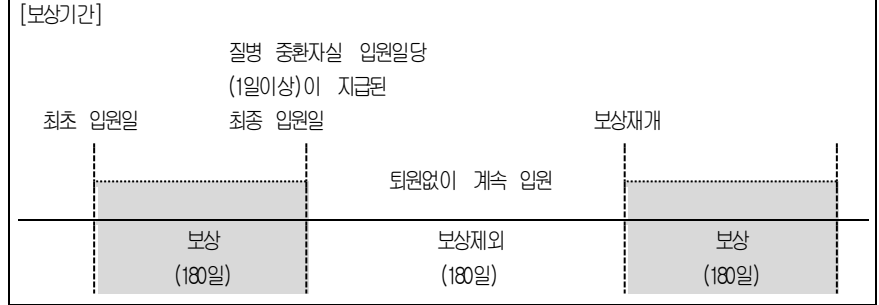 [보상기간]
질병 중환자실 입원일당
(1일이상)이 지급된
최초 입원일 최종 입원일 보상재개
퇴원없이 계속 입원
보상 보상제외 보상
(180일) (180일) (180일)